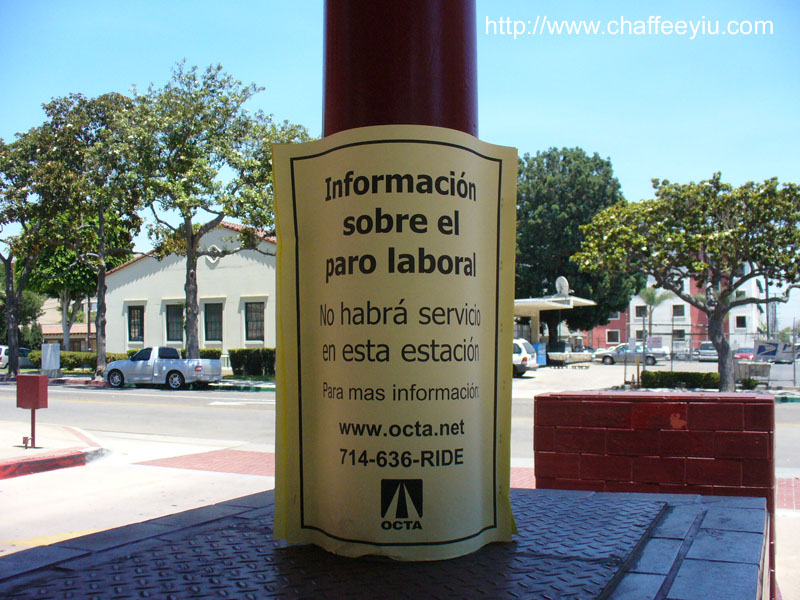 http://www.chaffeeyiu.com
Información
sobre el
paro laboral
No habrá servicio
en esta estación
Para mas información:
www.octa.net
714-636-RIDE
OCTA